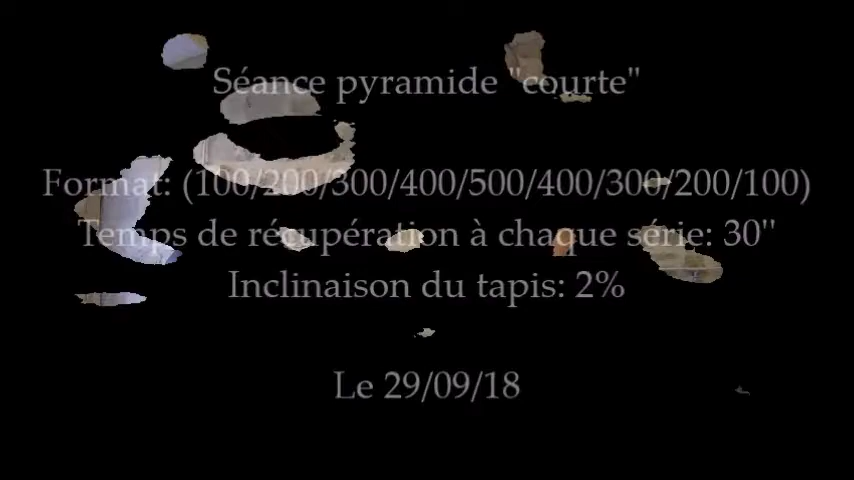 Séance pyramide "courte"
Format: (100/200/300/400/500/400/300/200/100)
Temps de récupération à chaque série: 30"
Inclinaison du tapis: 2%
Le 29/09/18